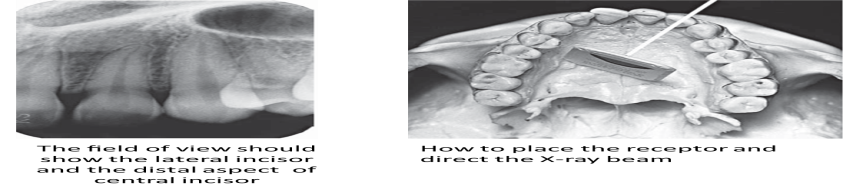 The field of view should
show the lateral incisor
and the distal aspect of
central incisor
How to place the receptor and
direct the X-ray beam